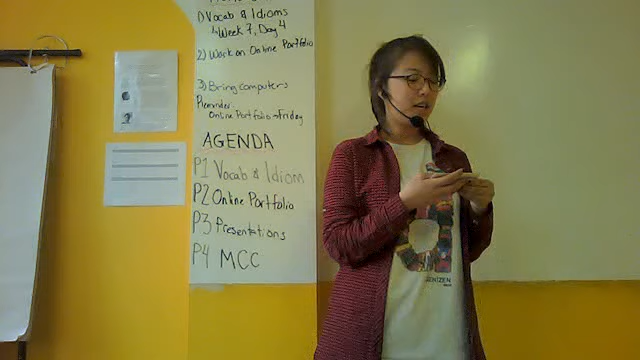 1) Vocab & Idioms
Week 7, Day 4
2) Work on Online Portfolio
3) Bring computers
Reminder:
Online Portfolio → Friday
AGENDA
P1 Vocab & Idiom
P2 Online Portfolio
P3 Presentations
P4 MCC